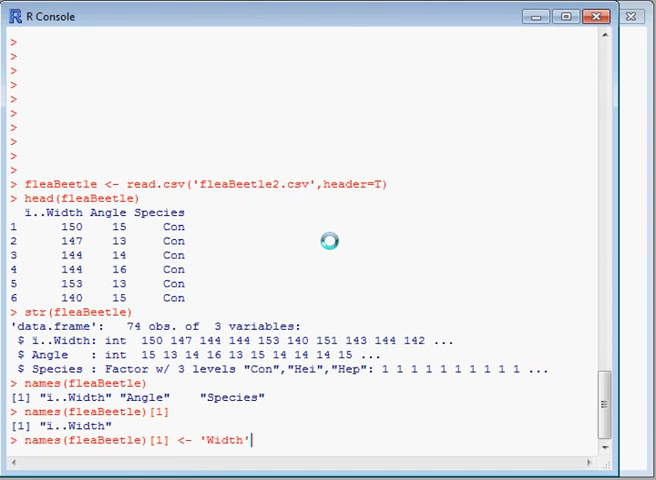 R Console
>
>
>
>
>
>
>
>
>
>
> fleaBeetle <- read.csv('fleaBeetle2.csv',header=T)
> head(fleaBeetle)
ï..Width Angle Species
1 150 15 Con
2 147 13 Con
3 144 14 Con
4 144 16 Con
5 153 13 Con
6 140 15 Con
> str(fleaBeetle)
'data.frame': 74 obs. of 3 variables:
$ ï..Width: int 150 147 144 144 153 140 151 143 144 142 ...
$ Angle : int 15 13 14 16 13 15 14 14 14 15 ...
$ Species : Factor w/ 3 levels "Con","Hei","Hep": 1 1 1 1 1 1 1 1 1 1 ...
> names(fleaBeetle)
[1] "ï..Width" "Angle" "Species"
> names(fleaBeetle)[1]
[1] "ï..Width"
> names(fleaBeetle)[1] <- 'Width'